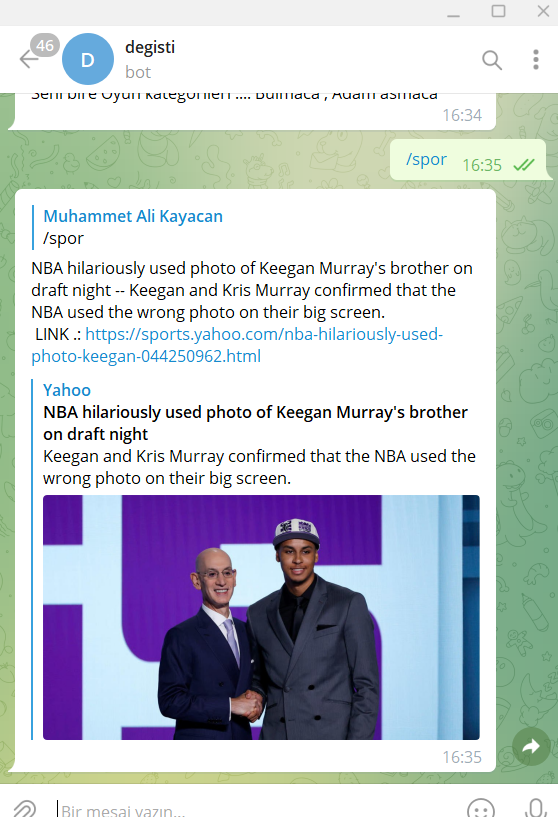 46
D
degisti
bot
Seni bire Oyun kategorileri .... Bulmaca , Adam asmaca
16:34
/spor
16:35
Muhammet Ali Kayacan
/spor
NBA hilariously used photo of Keegan Murray's brother on
draft night -- Keegan and Kris Murray confirmed that the
NBA used the wrong photo on their big screen.
LINK .: https://sports.yahoo.com/nba-hilariously-used-
photo-keegan-044250962.html
Yahoo
NBA hilariously used photo of Keegan Murray's brother
on draft night
Keegan and Kris Murray confirmed that the NBA used the
wrong photo on their big screen.
16:35
Bir mesaj yazın...